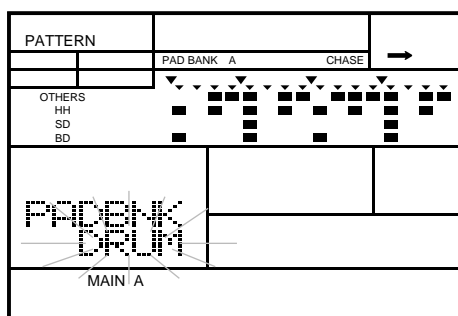 PATTERN
PAD BANK A CHASE
OTHERS
HH
SD
BD
PADBNK
DRUM
MAIN A